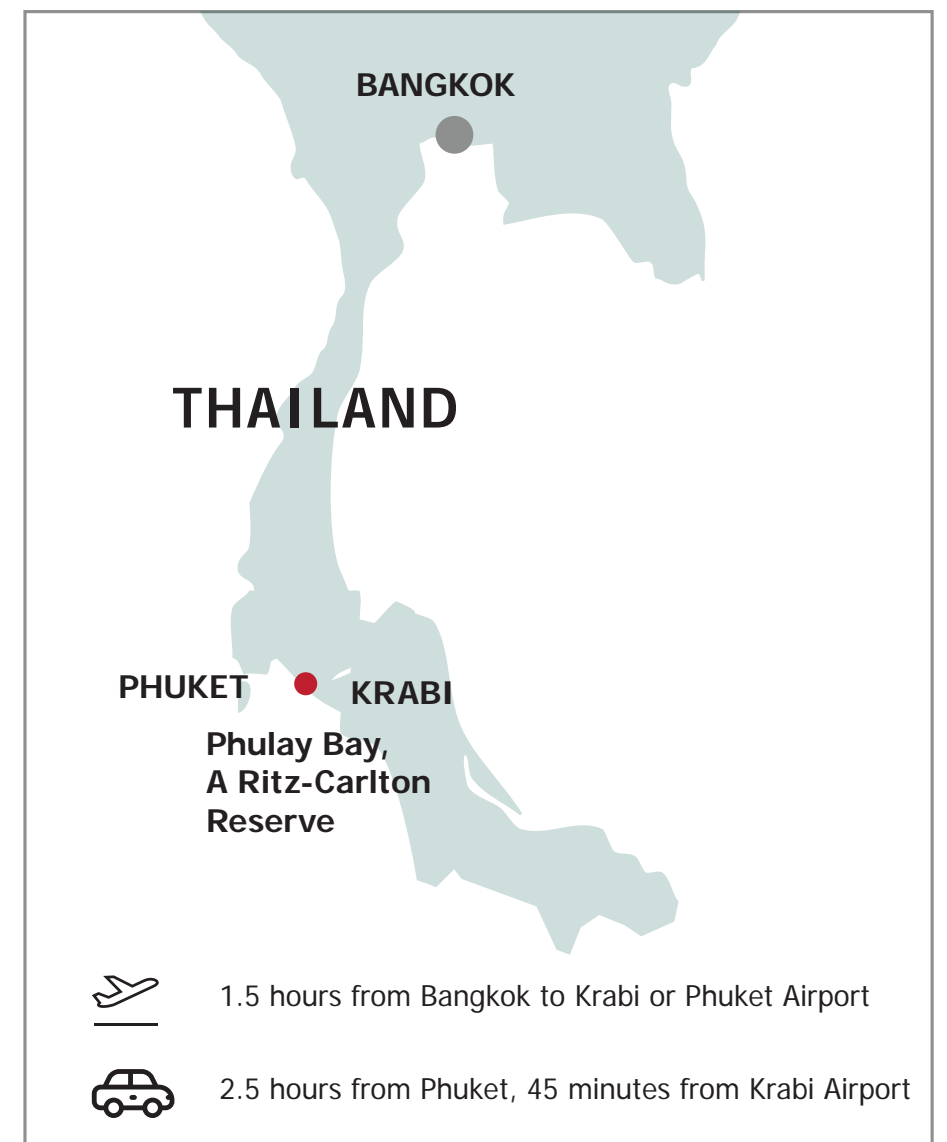 BANGKOK
THAILAND
PHUKET
KRABI
Phulay Bay,
A Ritz-Carlton
Reserve
1.5 hours from Bangkok to Krabi or Phuket Airport
2.5 hours from Phuket, 45 minutes from Krabi Airport